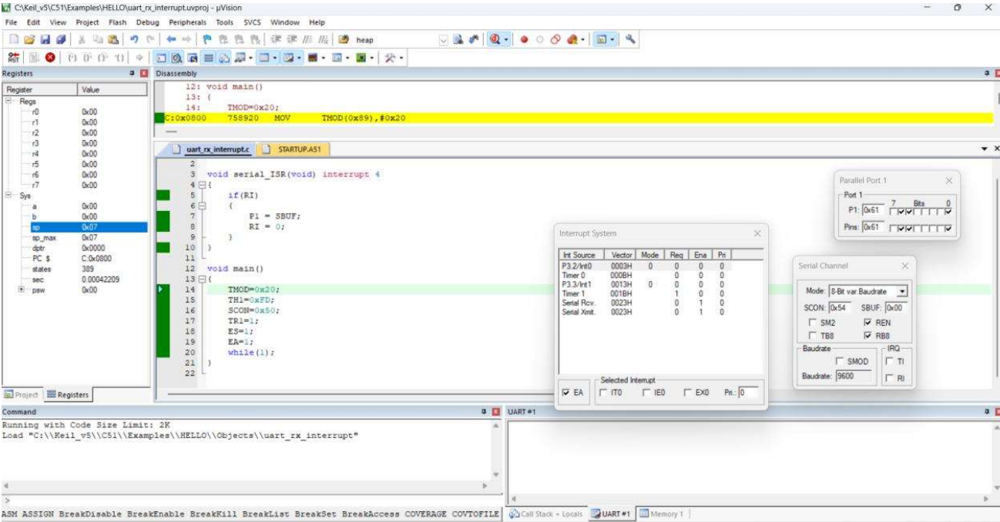 C:\Keil_v5\C51\Examples\HELLO\uart_rx_interrupt.uvproj - µVision
File Edit View Project Flash Debug Peripherals Tools SVCS Window Help
heap
RST
Registers
Register Value
Regs
r0 0x00
r1 0x00
r2 0x00
r3 0x00
r4 0x00
r5 0x00
r6 0x00
r7 0x00
Sys
a 0x00
b 0x00
sp 0x07
sp_max 0x07
dptr 0x0000
PC $ C:0x0800
states 389
sec 0.00042209
psw 0x00
Project Registers
Disassembly
12: void main()
13: {
14: TMOD=0x20;
C:0x0800 758920 MOV TMOD(0x89),#0x20
uart_rx_interrupt.c STARTUP.A51
2
3 void serial_ISR(void) interrupt 4
4 {
5 if(RI)
6 {
7 P1 = SBUF;
8 RI = 0;
9 }
10 }
11
12 void main()
13 {
14 TMOD=0x20;
15 TH1=0xFD;
16 SCON=0x50;
17 TR1=1;
18 ES=1;
19 EA=1;
20 while(1);
21 }
22
Interrupt System
Int Source Vector Mode Req Ena Pri
P3.2/Int0 0003H 0 0 0 0
Timer 0 000BH 0 0 0
P3.3/Int1 0013H 0 0 0 0
Timer 1 001BH 1 0 0
Serial Rcv. 0023H 0 1 0
Serial Xmit. 0023H 0 1 0
Selected Interrupt
EA IT0 IE0 EX0 Pri.: 0
Parallel Port 1
Port 1
7 Bits 0
P1: 0x61
Pins: 0x61
Serial Channel
Mode: 8-Bit var.Baudrate
SCON: 0x54 SBUF: 0x00
SM2 REN
TB8 RB8
Baudrate IRQ
SMOD TI
Baudrate: 9600 RI
Command
Running with Code Size Limit: 2K
Load "C:\\Keil_v5\\C51\\Examples\\HELLO\\Objects\\uart_rx_interrupt"
>
ASM ASSIGN BreakDisable BreakEnable BreakKill BreakList BreakSet BreakAccess COVERAGE COVTOFILE
UART #1
Call Stack + Locals UART #1 Memory 1